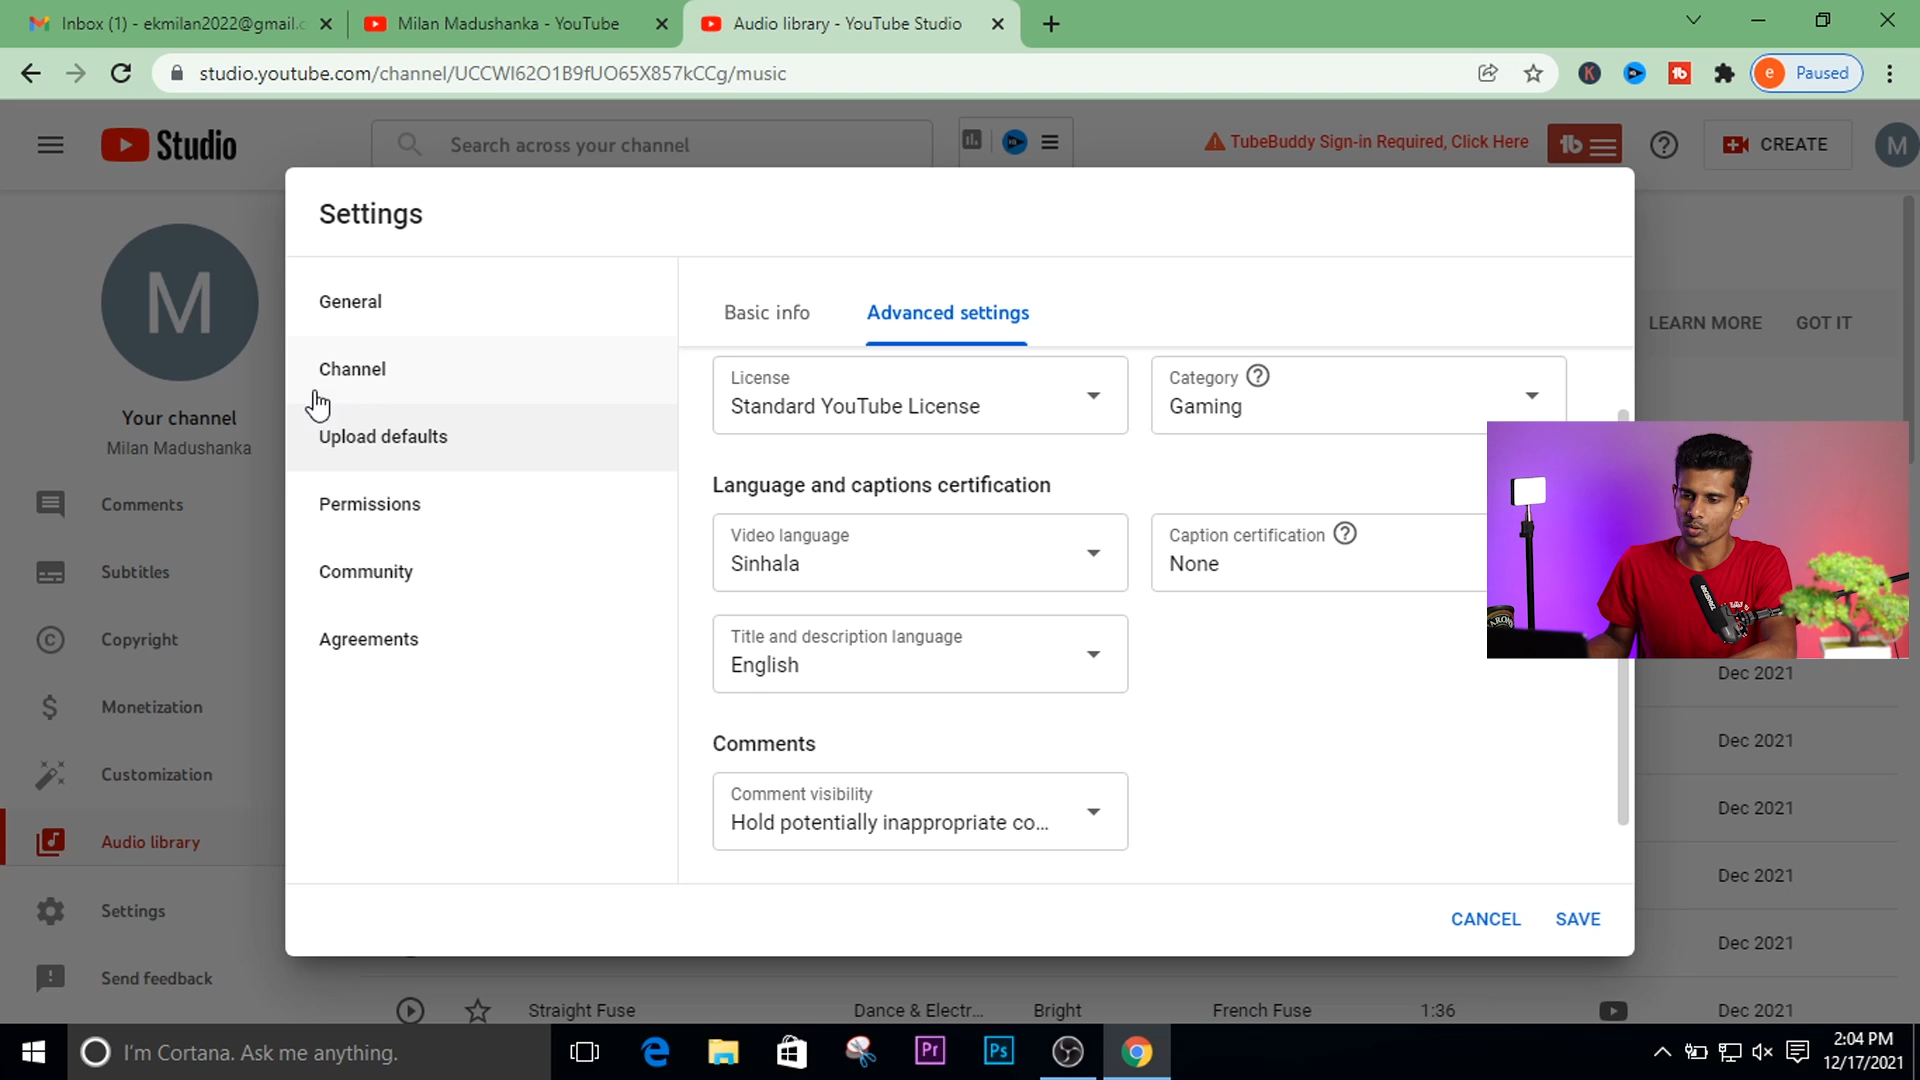 Inbox (1) - ekmilan2022@gmail.c
Milan Madushanka - YouTube
Audio library - YouTube Studio
studio.youtube.com/channel/UCCWI62O1B9fUO65X857kCCg/music
K
e
Paused
Studio
Search across your channel
TubeBuddy Sign-in Required, Click Here
CREATE
M
Settings
M
Your channel
Milan Madushanka
Comments
Subtitles
Copyright
Monetization
Customization
Audio library
Settings
Send feedback
General
Channel
Upload defaults
Permissions
Community
Agreements
Basic info
Advanced settings
License
Standard YouTube License
Category
Gaming
Language and captions certification
Video language
Sinhala
Caption certification
None
Title and description language
English
Comments
Comment visibility
Hold potentially inappropriate co...
CANCEL
SAVE
LEARN MORE
GOT IT
Dec 2021
Dec 2021
Dec 2021
Dec 2021
Dec 2021
Straight Fuse
Dance & Electr...
Bright
French Fuse
1:36
Dec 2021
I'm Cortana. Ask me anything.
Pr
Ps
2:04 PM
12/17/2021